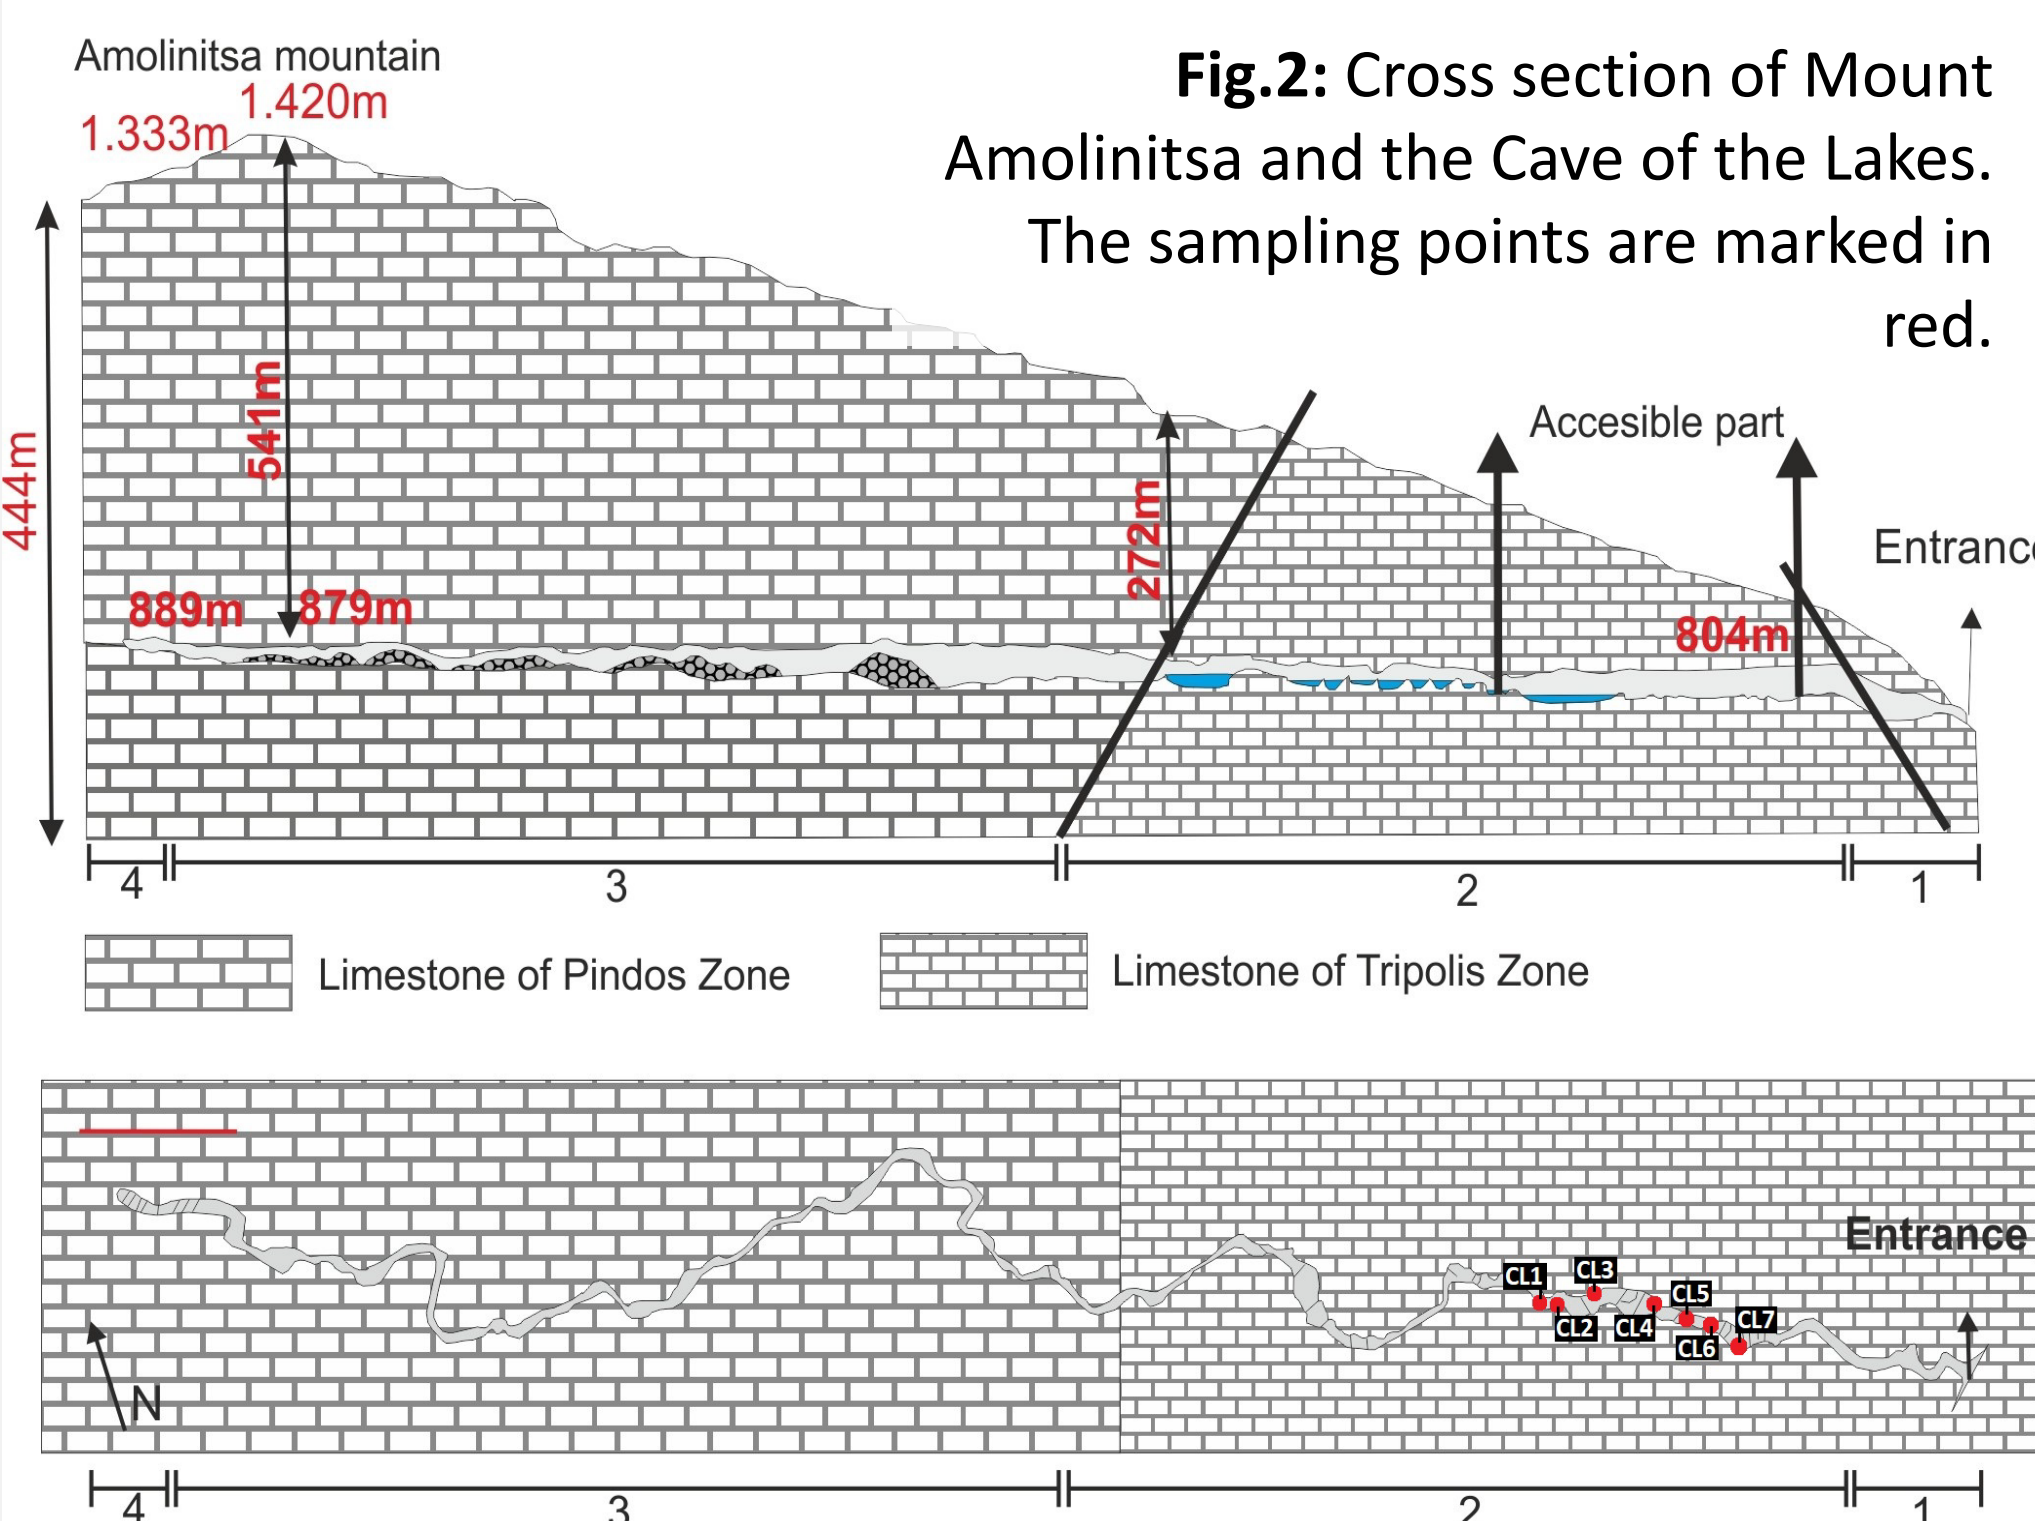 Amolinitsa mountain
1.420m
1.333m
Fig.2: Cross section of Mount
Amolinitsa and the Cave of the Lakes.
The sampling points are marked in
red.
444m
541m
889m
879m
272m
Accesible part
804m
Entrance
4
3
2
1
Limestone of Pindos Zone
Limestone of Tripolis Zone
Entrance
CL1
CL3
CL5
CL2
CL4
CL7
CL6
N
4
3
2
1